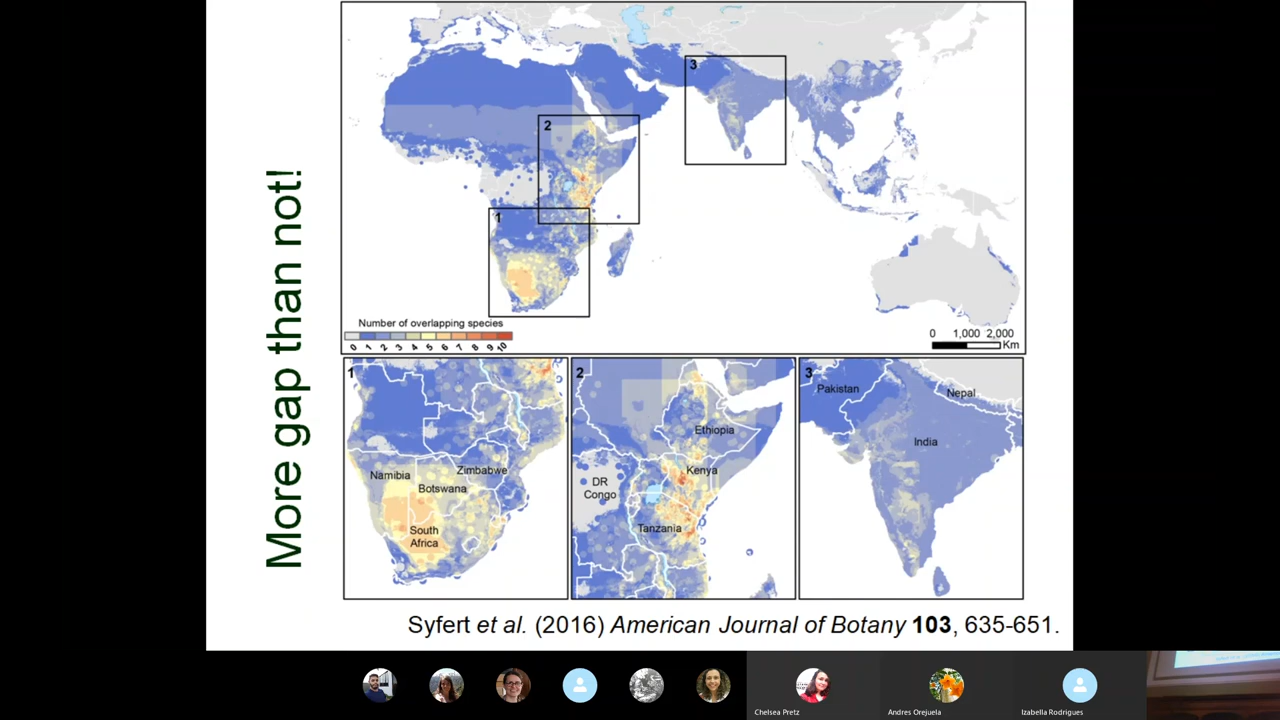 More gap than not!
3
2
1
Number of overlapping species
0 1 2 3 4 5 6 7 8 9 10
0 1,000 2,000
Km
1
Namibia
Zimbabwe
Botswana
South
Africa
2
Ethiopia
Kenya
DR
Congo
Tanzania
3
Pakistan
Nepal
India
Syfert et al. (2016) American Journal of Botany 103, 635-651.
Chelsea Pretz
Andres Orejuela
Izabella Rodrigues